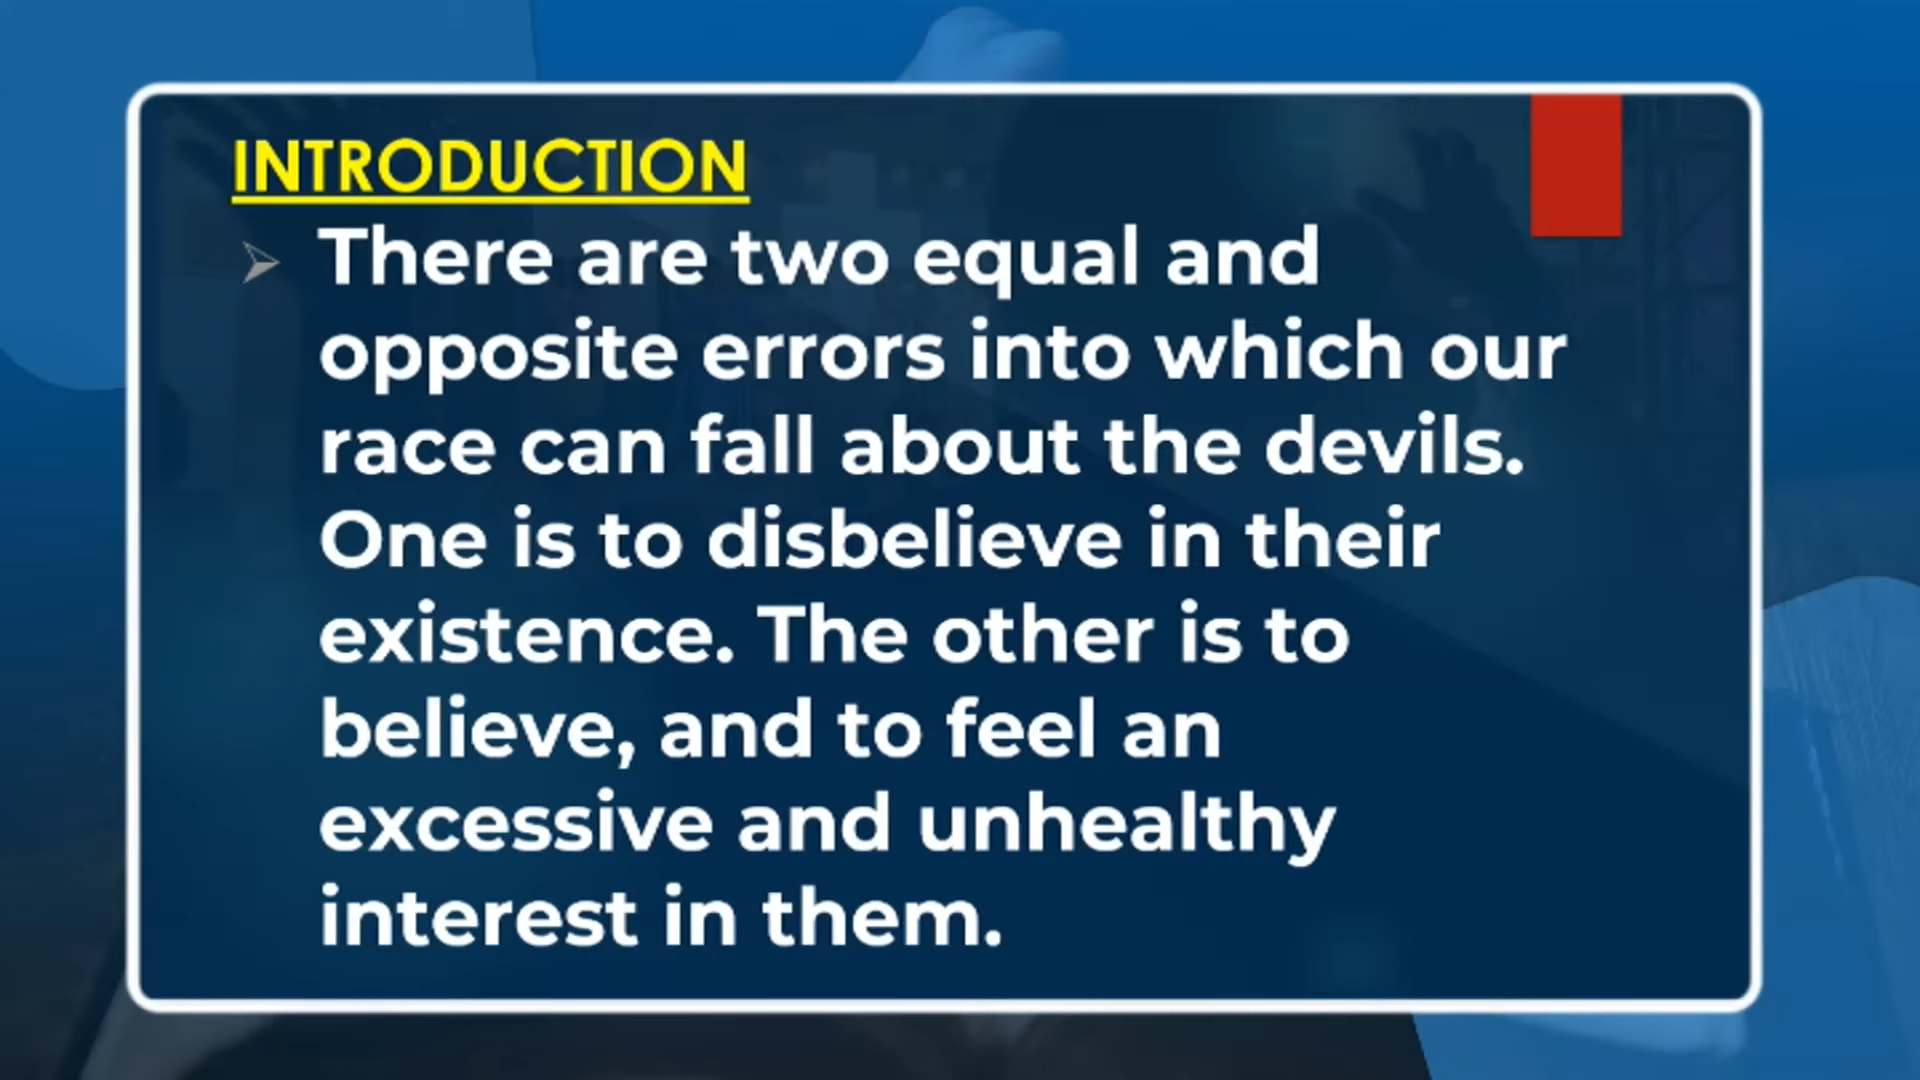 INTRODUCTION
There are two equal and
opposite errors into which our
race can fall about the devils.
One is to disbelieve in their
existence. The other is to
believe, and to feel an
excessive and unhealthy
interest in them.